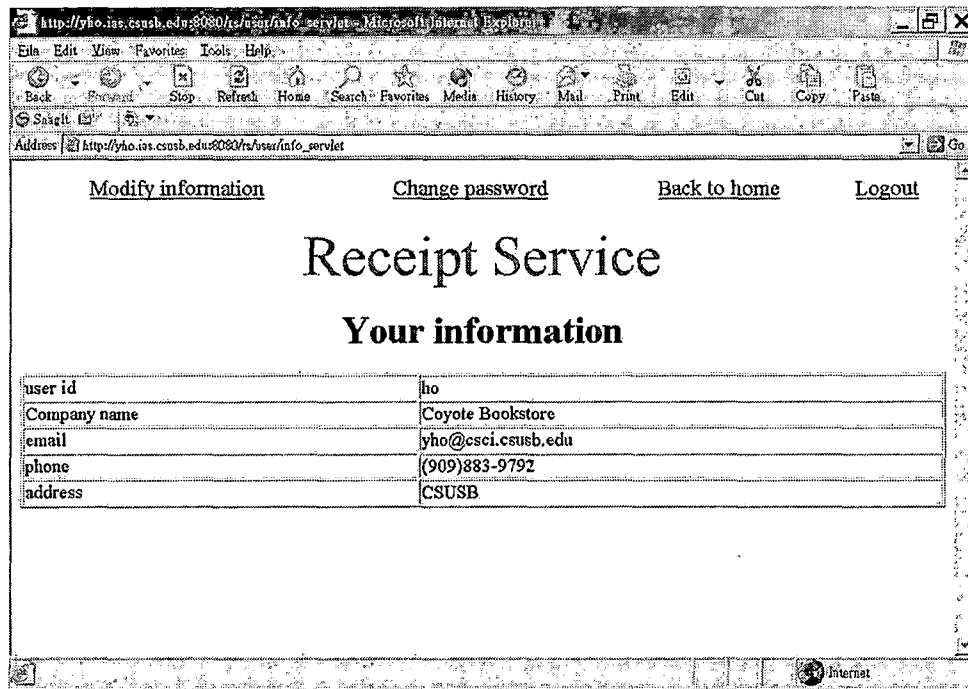 http://yho.ias.csusb.edu:8080/rs/user/info_servlet - Microsoft Internet Explorer
File Edit View Favorites Tools Help
Back Forward Stop Refresh Home Search Favorites Media History Mail Print Edit Cut Copy Paste
SnagIt
Address http://yho.ias.csusb.edu:8080/rs/user/info_servlet Go
Modify information Change password Back to home Logout
Receipt Service
Your information
user id ho
Company name Coyote Bookstore
email yho@csci.csusb.edu
phone (909)883-9792
address CSUSB
Internet